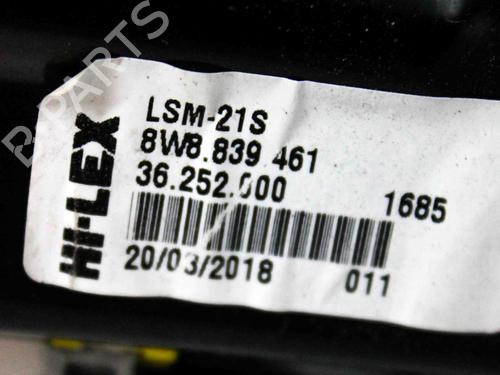 B-PARTS
HI-LEX
LSM-21S
8W8.839.461
36.252.000
1685
20/03/2018
011